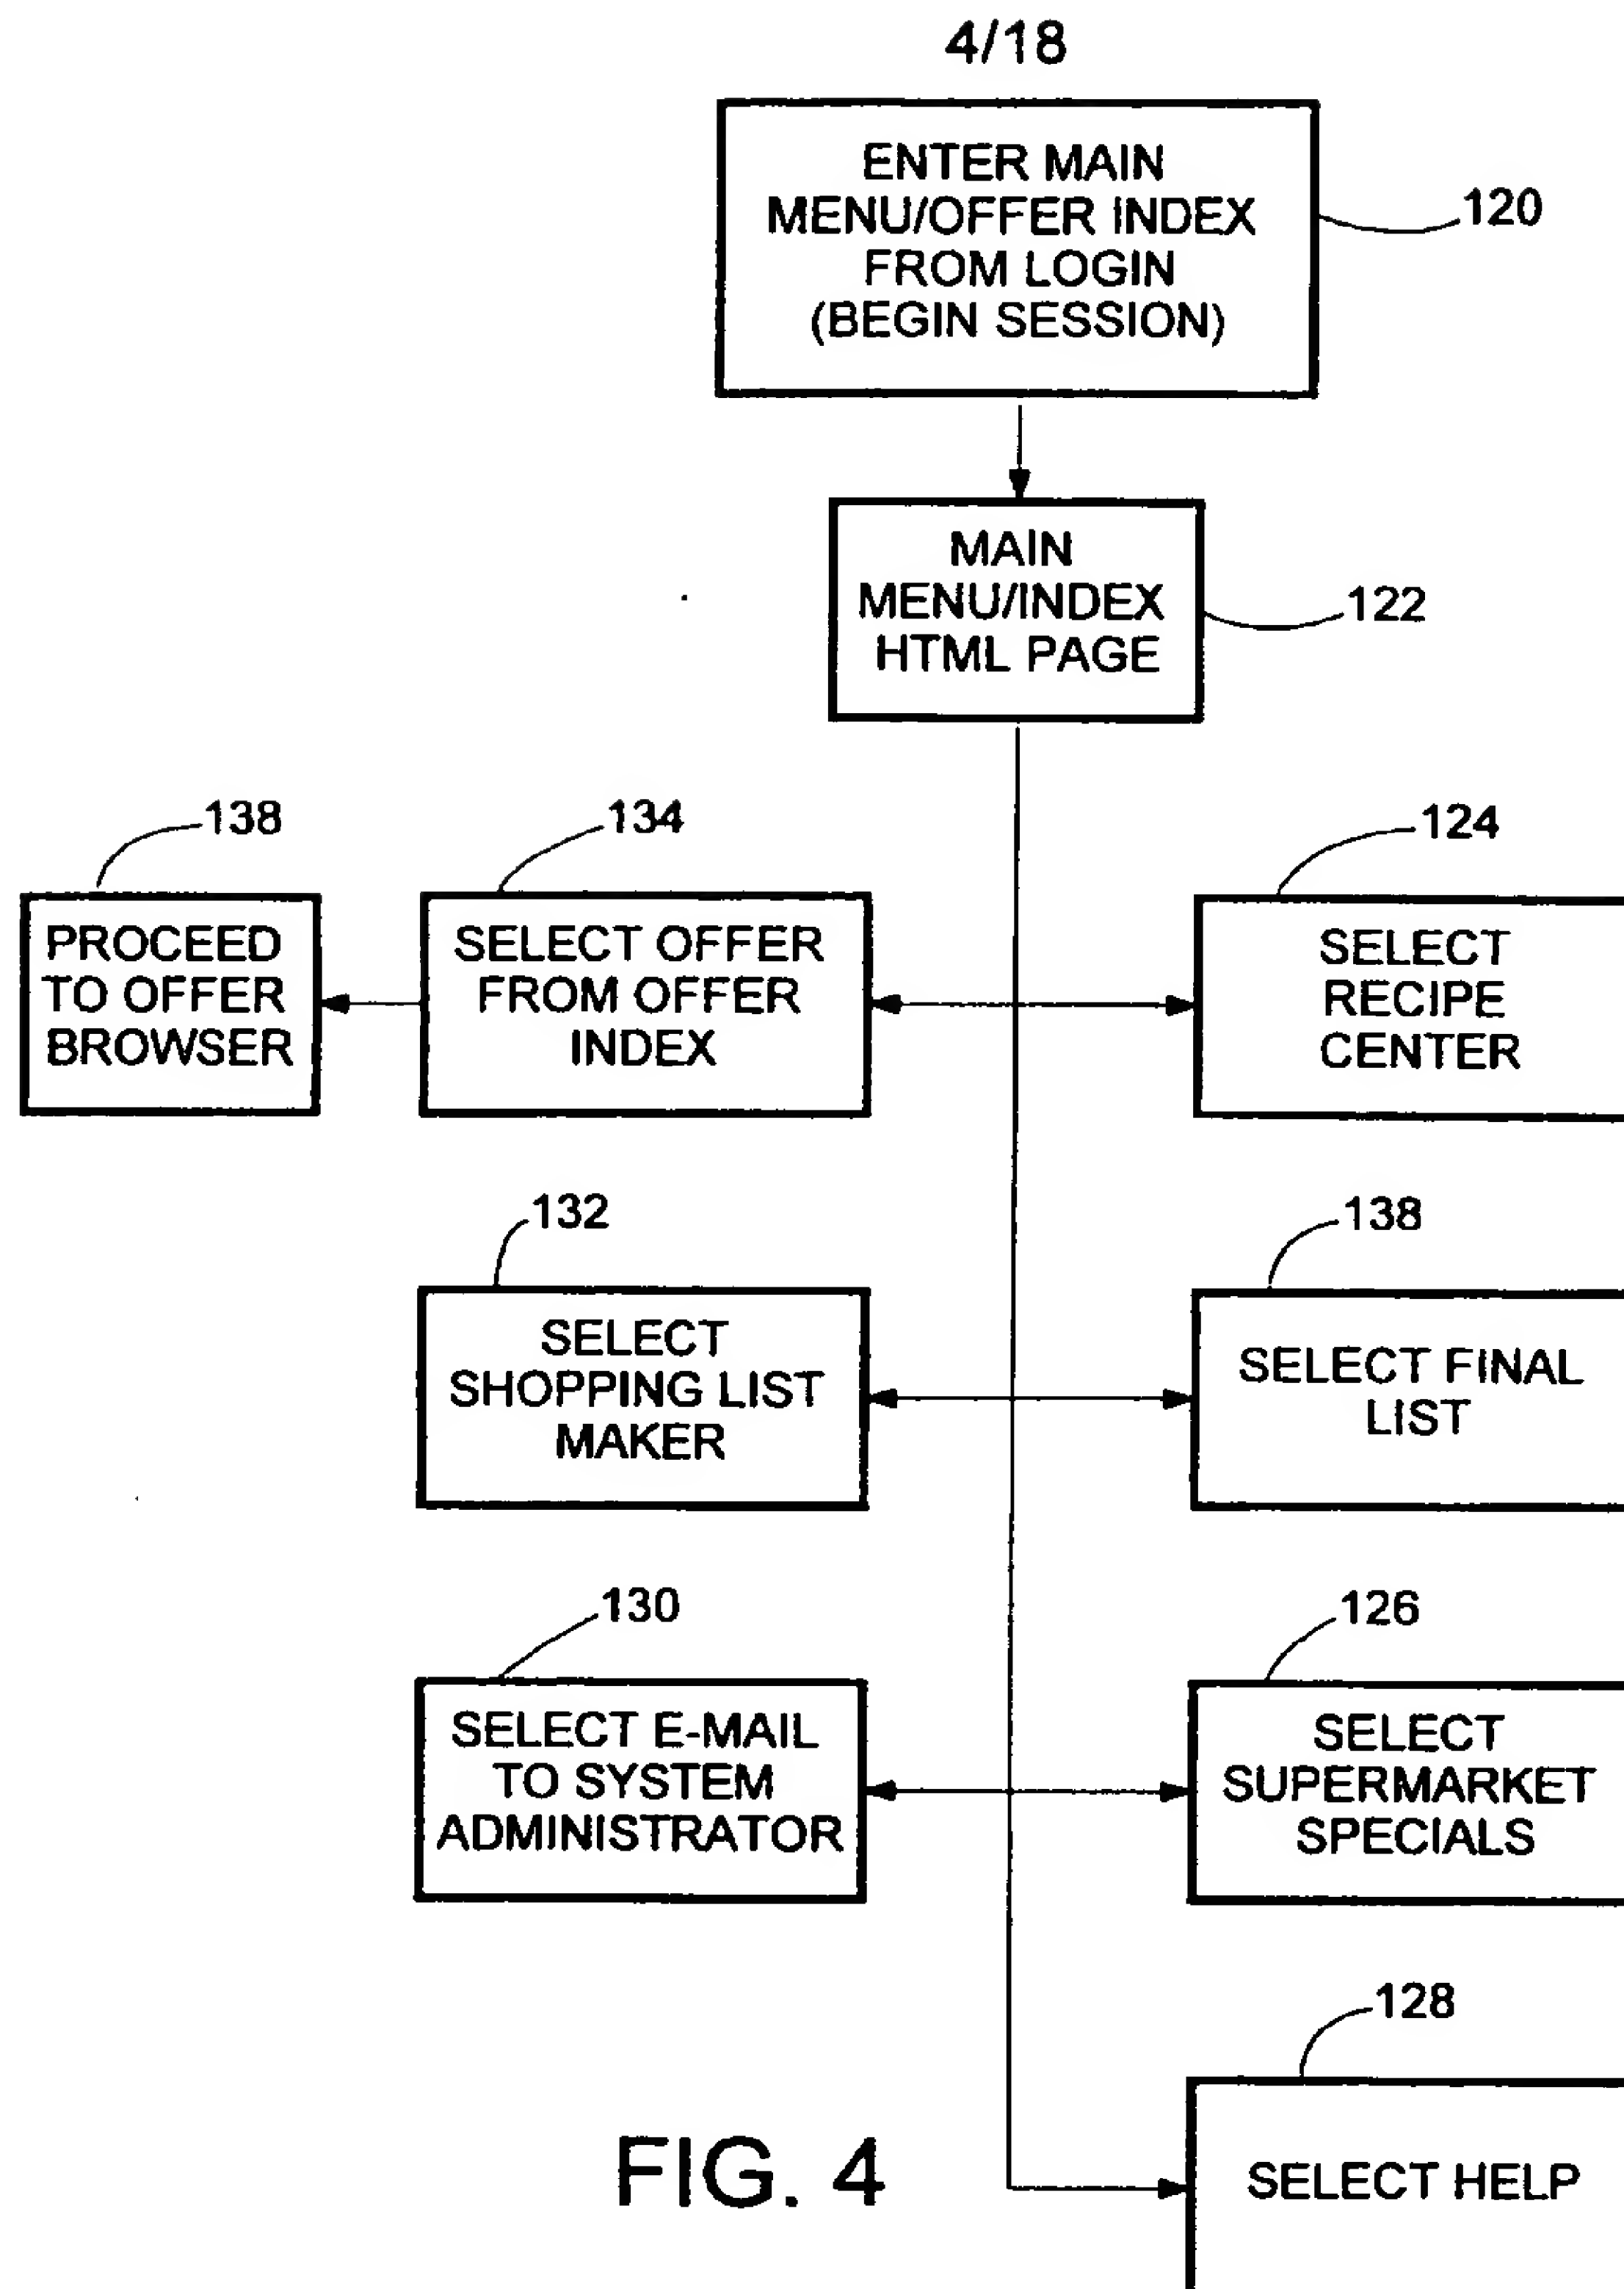 4/18
ENTER MAIN
MENU/OFFER INDEX
FROM LOGIN
(BEGIN SESSION)
120
MAIN
MENU/INDEX
HTML PAGE
122
138
134
124
PROCEED
TO OFFER
BROWSER
SELECT OFFER
FROM OFFER
INDEX
SELECT
RECIPE
CENTER
132
138
SELECT
SHOPPING LIST
MAKER
SELECT FINAL
LIST
130
126
SELECT E-MAIL
TO SYSTEM
ADMINISTRATOR
SELECT
SUPERMARKET
SPECIALS
128
SELECT HELP
FIG. 4